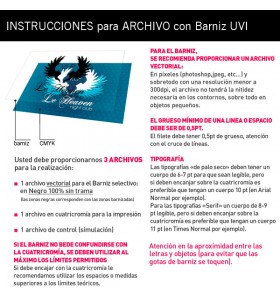 INSTRUCCIONES para ARCHIVO con Barniz UVI
Le Heaven
barniz
CMYK
Usted debe proporcionarnos 3 ARCHIVOS
para la realización:
1 archivo vectorial para el Barniz selectivo:
en Negro 100% sin trama
(las zonas negras corresponden con las zonas barnizadas)
1 archivo en cuatricromía para la impresión
1 archivo de control (simulación)
SI EL BARNIZ NO DEBE CONFUNDIRSE CON
LA CUATRICROMÍA, SE DEBEN UTILIZAR AL
MÁXIMO LOS LÍMITES PERMITIDOS
Si debe encajar con la cuatricromía le
recomendamos utilizar los espacios o medidas
superiores a los límites indicados.
PARA EL BARNIZ,
SE RECOMIENDA PROPORCIONAR UN ARCHIVO
VECTORIAL:
En píxeles (photoshop,jpeg, etc...) y
sobretodo con una resolución menor a
300dpi, el archivo no tendrá la nitidez
necesaria en los contornos, sobre todo en
objetos pequeños.
EL GRUESO MÍNIMO DE UNA LINEA O ESPACIO
DEBE SER DE 0,5PT.
El filete debe tener 0,5pt de grueso, atención
con el cruce de líneas.
TIPOGRAFÍA
Las tipografías «de palo seco» deben tener un
cuerpo de 6-7 pt para que sean legible, pero
si deben encajar sobre la cuatricromía es
preferible que tengan un cuerpo 10 pt (en Arial
Normal por ejemplo).
Para las tipografías «Serif» un cuerpo de 8-9
pt legible, pero si deben encajar sobre la
cuatricromía es preferible que tengan un cuerpo
11 pt (en Times Normal por ejemplo).
Atención en la aproximidad entre las
letras y objetos (para evitar que las
gotas de barniz se toquen).